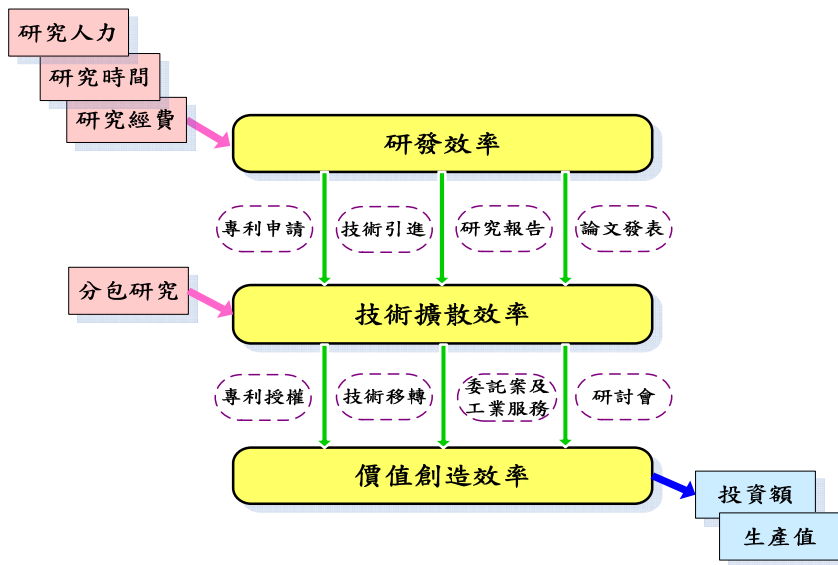 研究人力
研究時間
研究經費
研發效率
專利申請
技術引進
研究報告
論文發表
分包研究
技術擴散效率
專利授權
技術移轉
委託案及
工業服務
研討會
價值創造效率
投資額
生產值